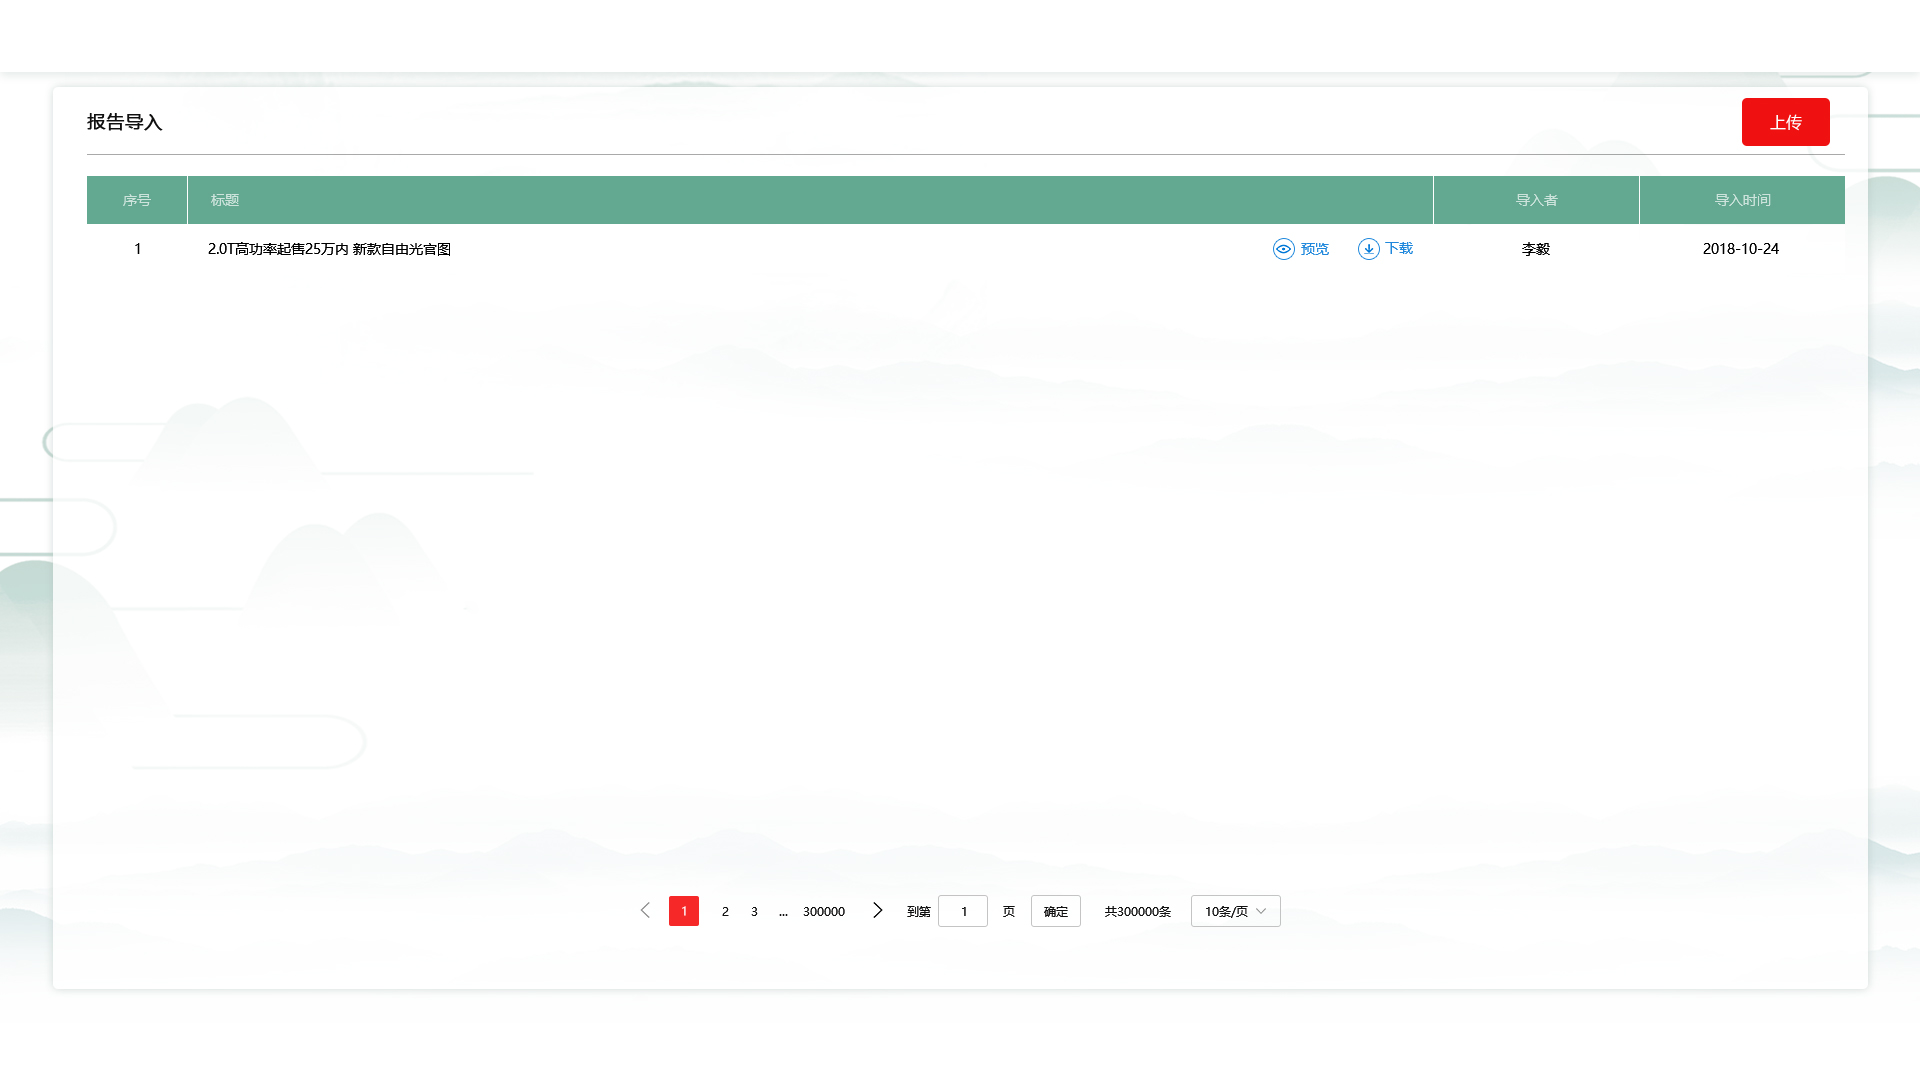 报告导入
上传
序号 标题 导入者 导入时间
1 2.0T高功率起售25万内 新款自由光官图 预览 下载 李毅 2018-10-24
1 2 3 ... 300000 到第 1 页 确定 共300000条 10条/页